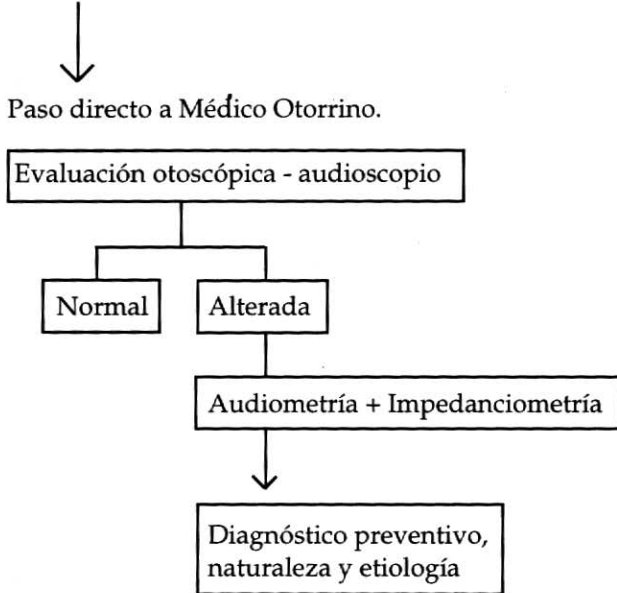 Paso directo a Médico Otorrino.
Evaluación otoscópica - audioscopio
Normal
Alterada
Audiometría + Impedanciometría
Diagnóstico preventivo,
naturaleza y etiología